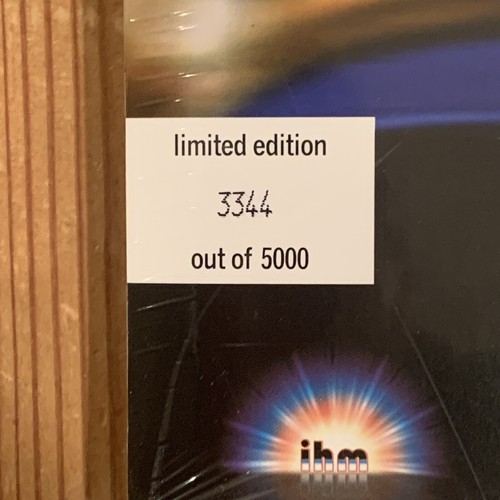 limited edition
3344
out of 5000
ihm